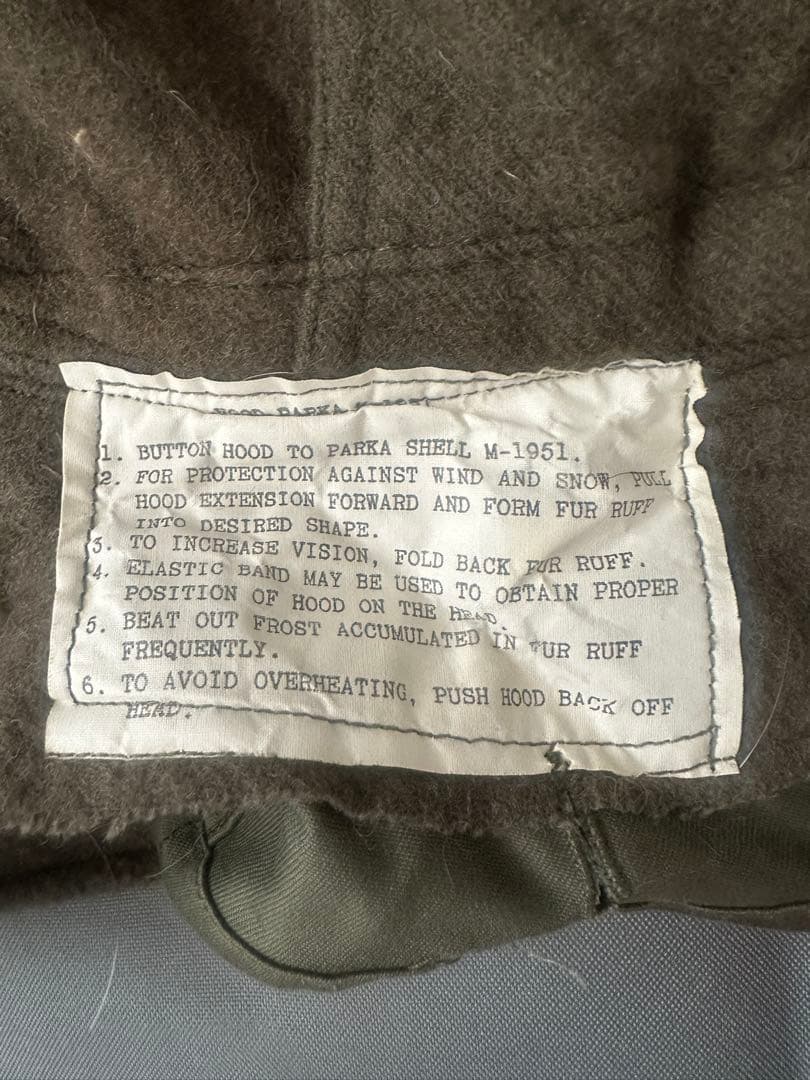 HOOD PARKA
1. BUTTON HOOD TO PARKA SHELL M-1951.
2. FOR PROTECTION AGAINST WIND AND SNOW, PULL
HOOD EXTENSION FORWARD AND FORM FUR RUFF
INTO DESIRED SHAPE.
3. TO INCREASE VISION, FOLD BACK FUR RUFF.
4. ELASTIC BAND MAY BE USED TO OBTAIN PROPER
POSITION OF HOOD ON THE HEAD.
5. BEAT OUT FROST ACCUMULATED IN FUR RUFF
FREQUENTLY.
6. TO AVOID OVERHEATING, PUSH HOOD BACK OFF
HEAD.